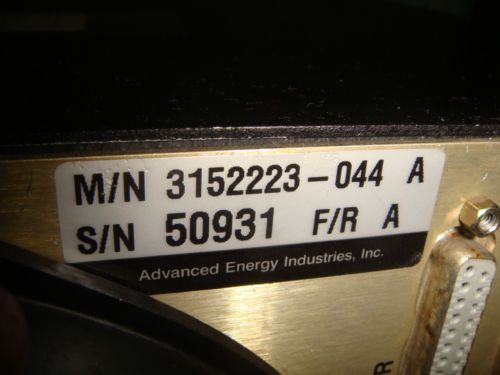 M/N 3152223-044 A
S/N 50931 F/R A
Advanced Energy Industries, Inc.
R